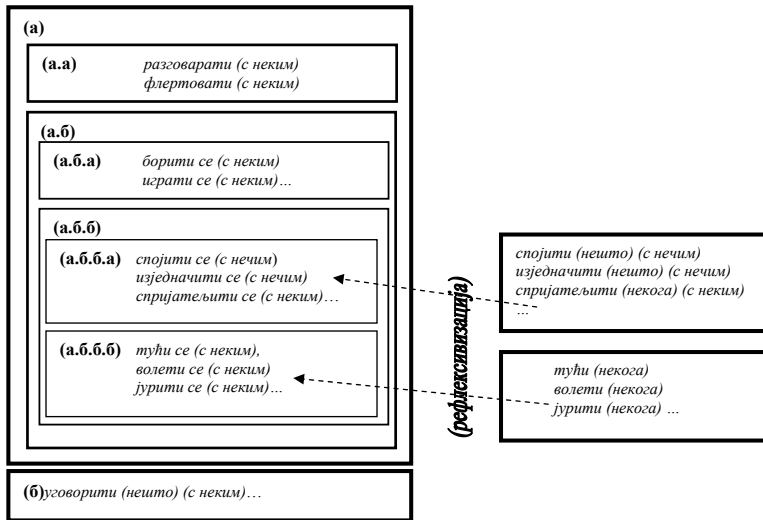 (а)
(а.а) разговарати (с неким)
флертовати (с неким)
(а.б)
(а.б.а) борити се (с неким)
играти се (с неким)…
(а.б.б)
(а.б.б.а) спојити се (с нечим)
изједначити се (с нечим)
спријатељити се (с неким)…
(а.б.б.б) тући се (с неким),
волети се (с неким)
јурити се (с неким)…
(б)уговорити (нешто) (с неким)…
(рефлексивизација)
спојити (нешто) (с нечим)
изједначити (нешто) (с нечим)
спријатељити (некога) (с неким)
…
тући (некога)
волети (некога)
јурити (некога) …